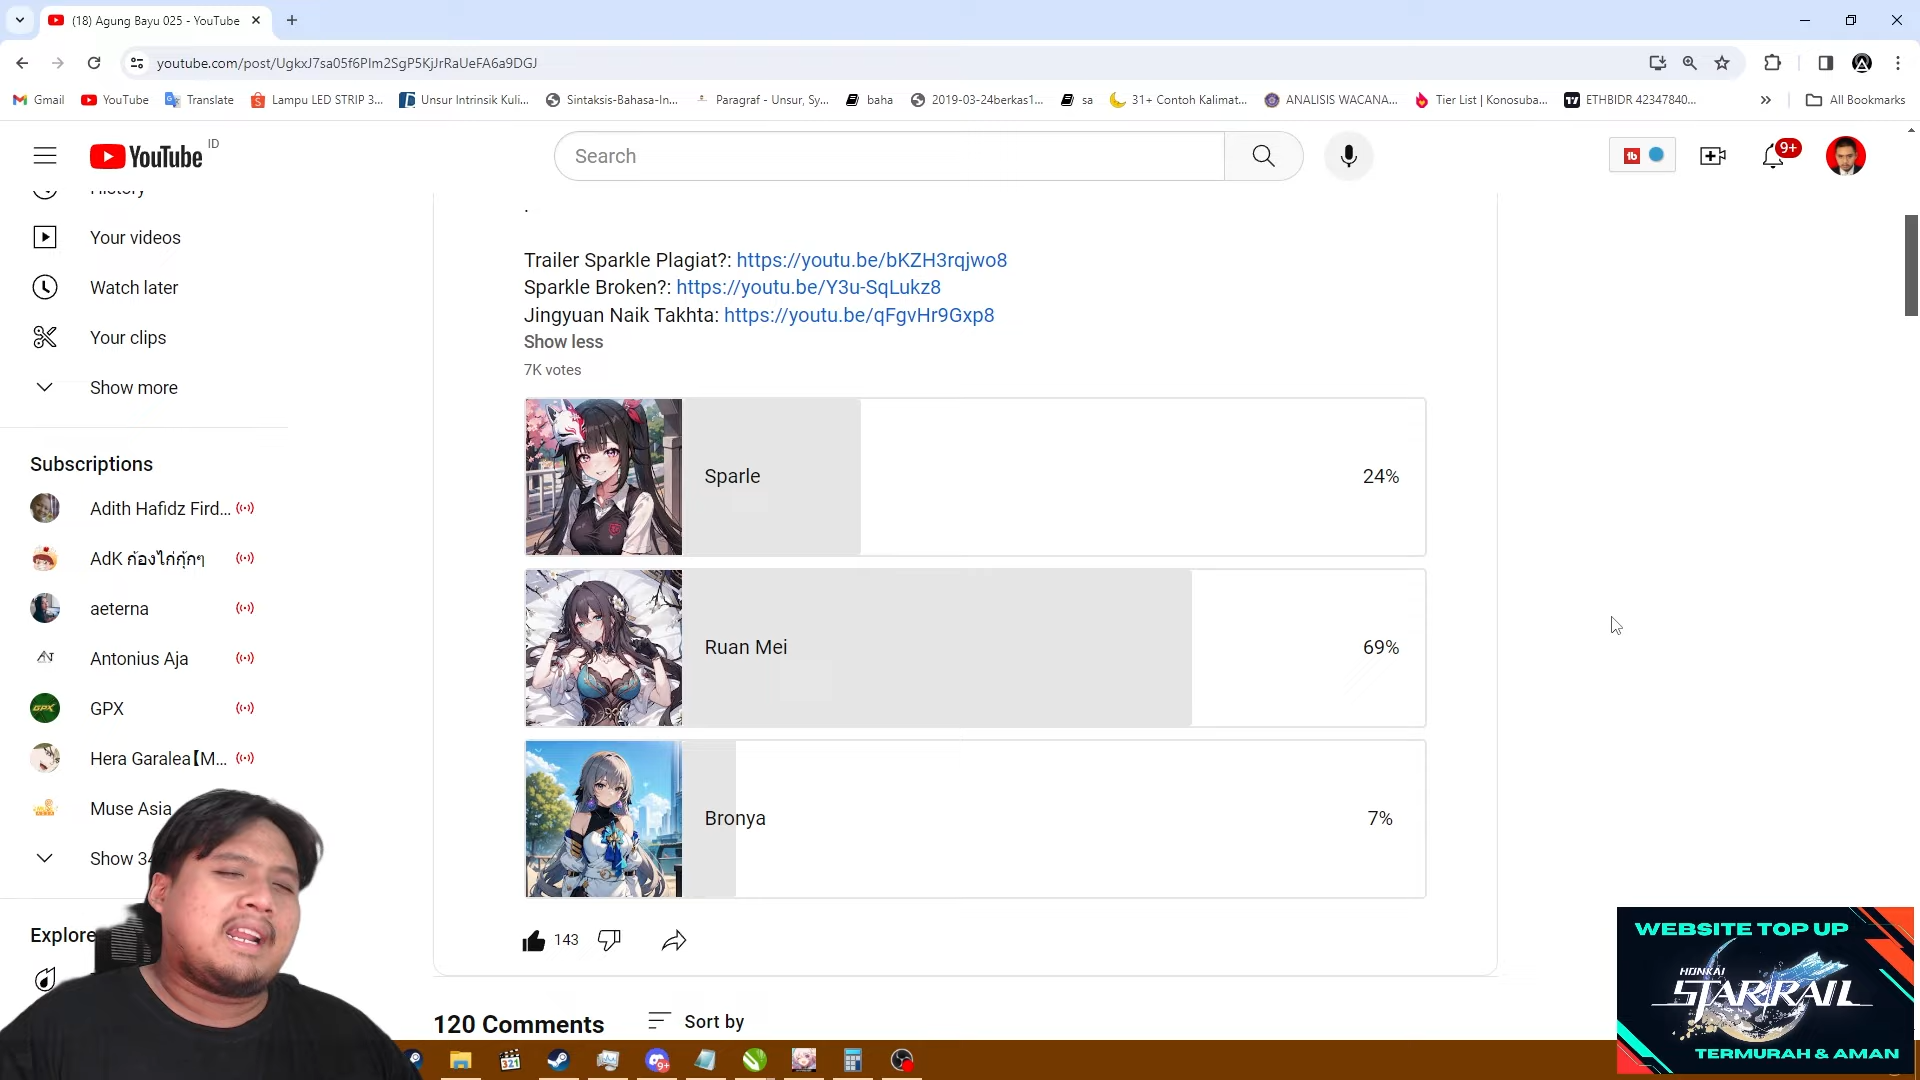 (18) Agung Bayu 025 - YouTube
youtube.com/post/UgkxJ7sa05f6PIm2SgP5KjJrRaUeFA6a9DGJ
Gmail
YouTube
Translate
Lampu LED STRIP 3...
Unsur Intrinsik Kuli...
Sintaksis-Bahasa-In...
Paragraf - Unsur, Sy...
baha
2019-03-24berkas1...
sa
31+ Contoh Kalimat...
ANALISIS WACANA...
Tier List | Konosuba...
ETHBIDR 42347840...
All Bookmarks
YouTube ID
Search
9+
History
Your videos
Watch later
Your clips
Show more
Subscriptions
Adith Hafidz Fird...
AdK ก้องไก่กุ๊กๆ
aeterna
Antonius Aja
GPX
Hera Garalea【M...
Muse Asia
Show 34
Explore
.
Trailer Sparkle Plagiat?: https://youtu.be/bKZH3rqjwo8
Sparkle Broken?: https://youtu.be/Y3u-SqLukz8
Jingyuan Naik Takhta: https://youtu.be/qFgvHr9Gxp8
Show less
7K votes
Sparle
24%
Ruan Mei
69%
Bronya
7%
143
120 Comments
Sort by
WEBSITE TOP UP
HONKAI
STAR RAIL
TERMURAH & AMAN